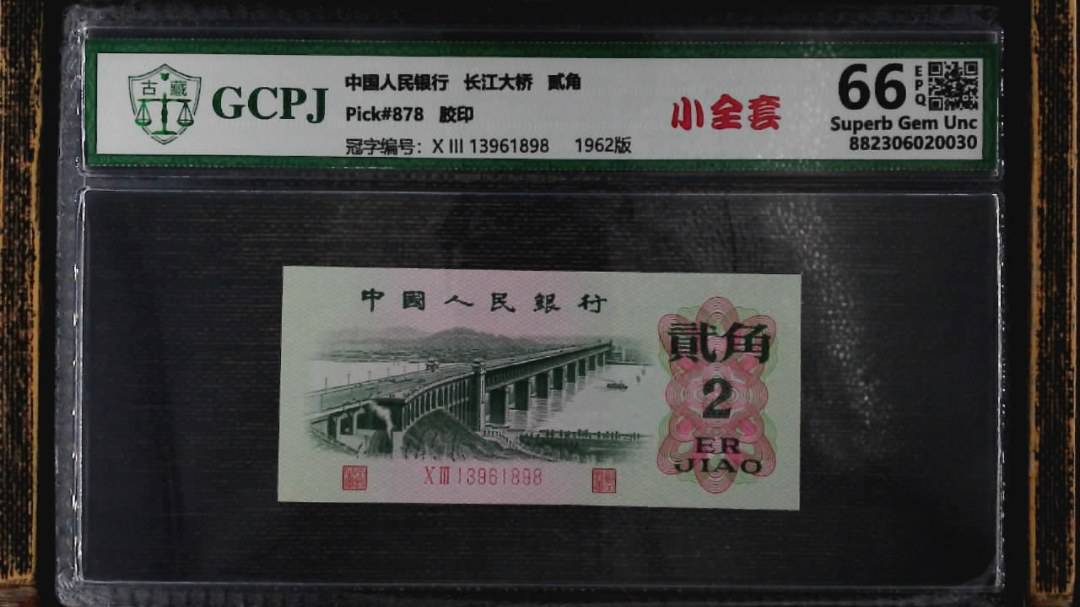 古藏
GCPJ
中国人民银行 长江大桥 贰角
Pick#878 胶印
冠字编号：X III 13961898 1962版
小全套
66 EPQ
Superb Gem Unc
882306020030
中國人民銀行
貳角
2
ER
JIAO
X III 13961898